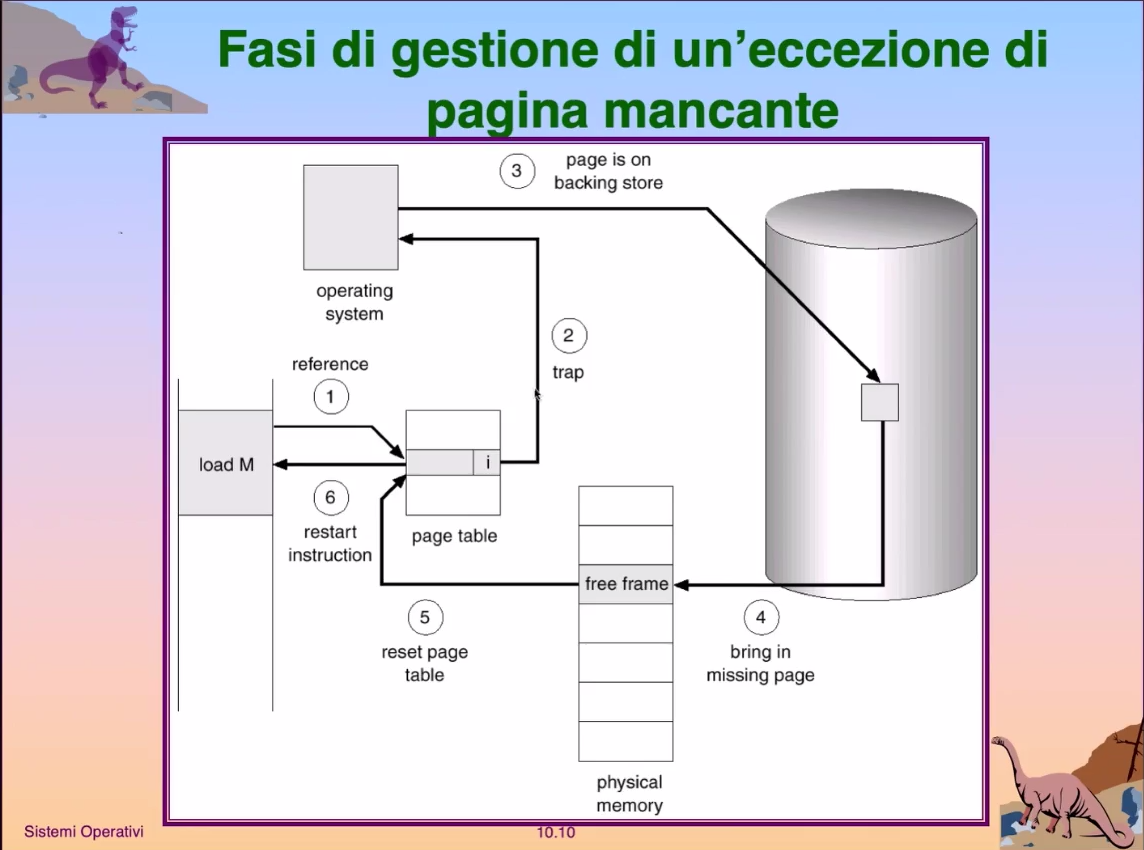 Fasi di gestione di un'eccezione di
pagina mancante
3
page is on
backing store
operating
system
2
trap
reference
1
load M
i
6
restart
instruction
page table
free frame
5
reset page
table
4
bring in
missing page
physical
memory
Sistemi Operativi
10.10